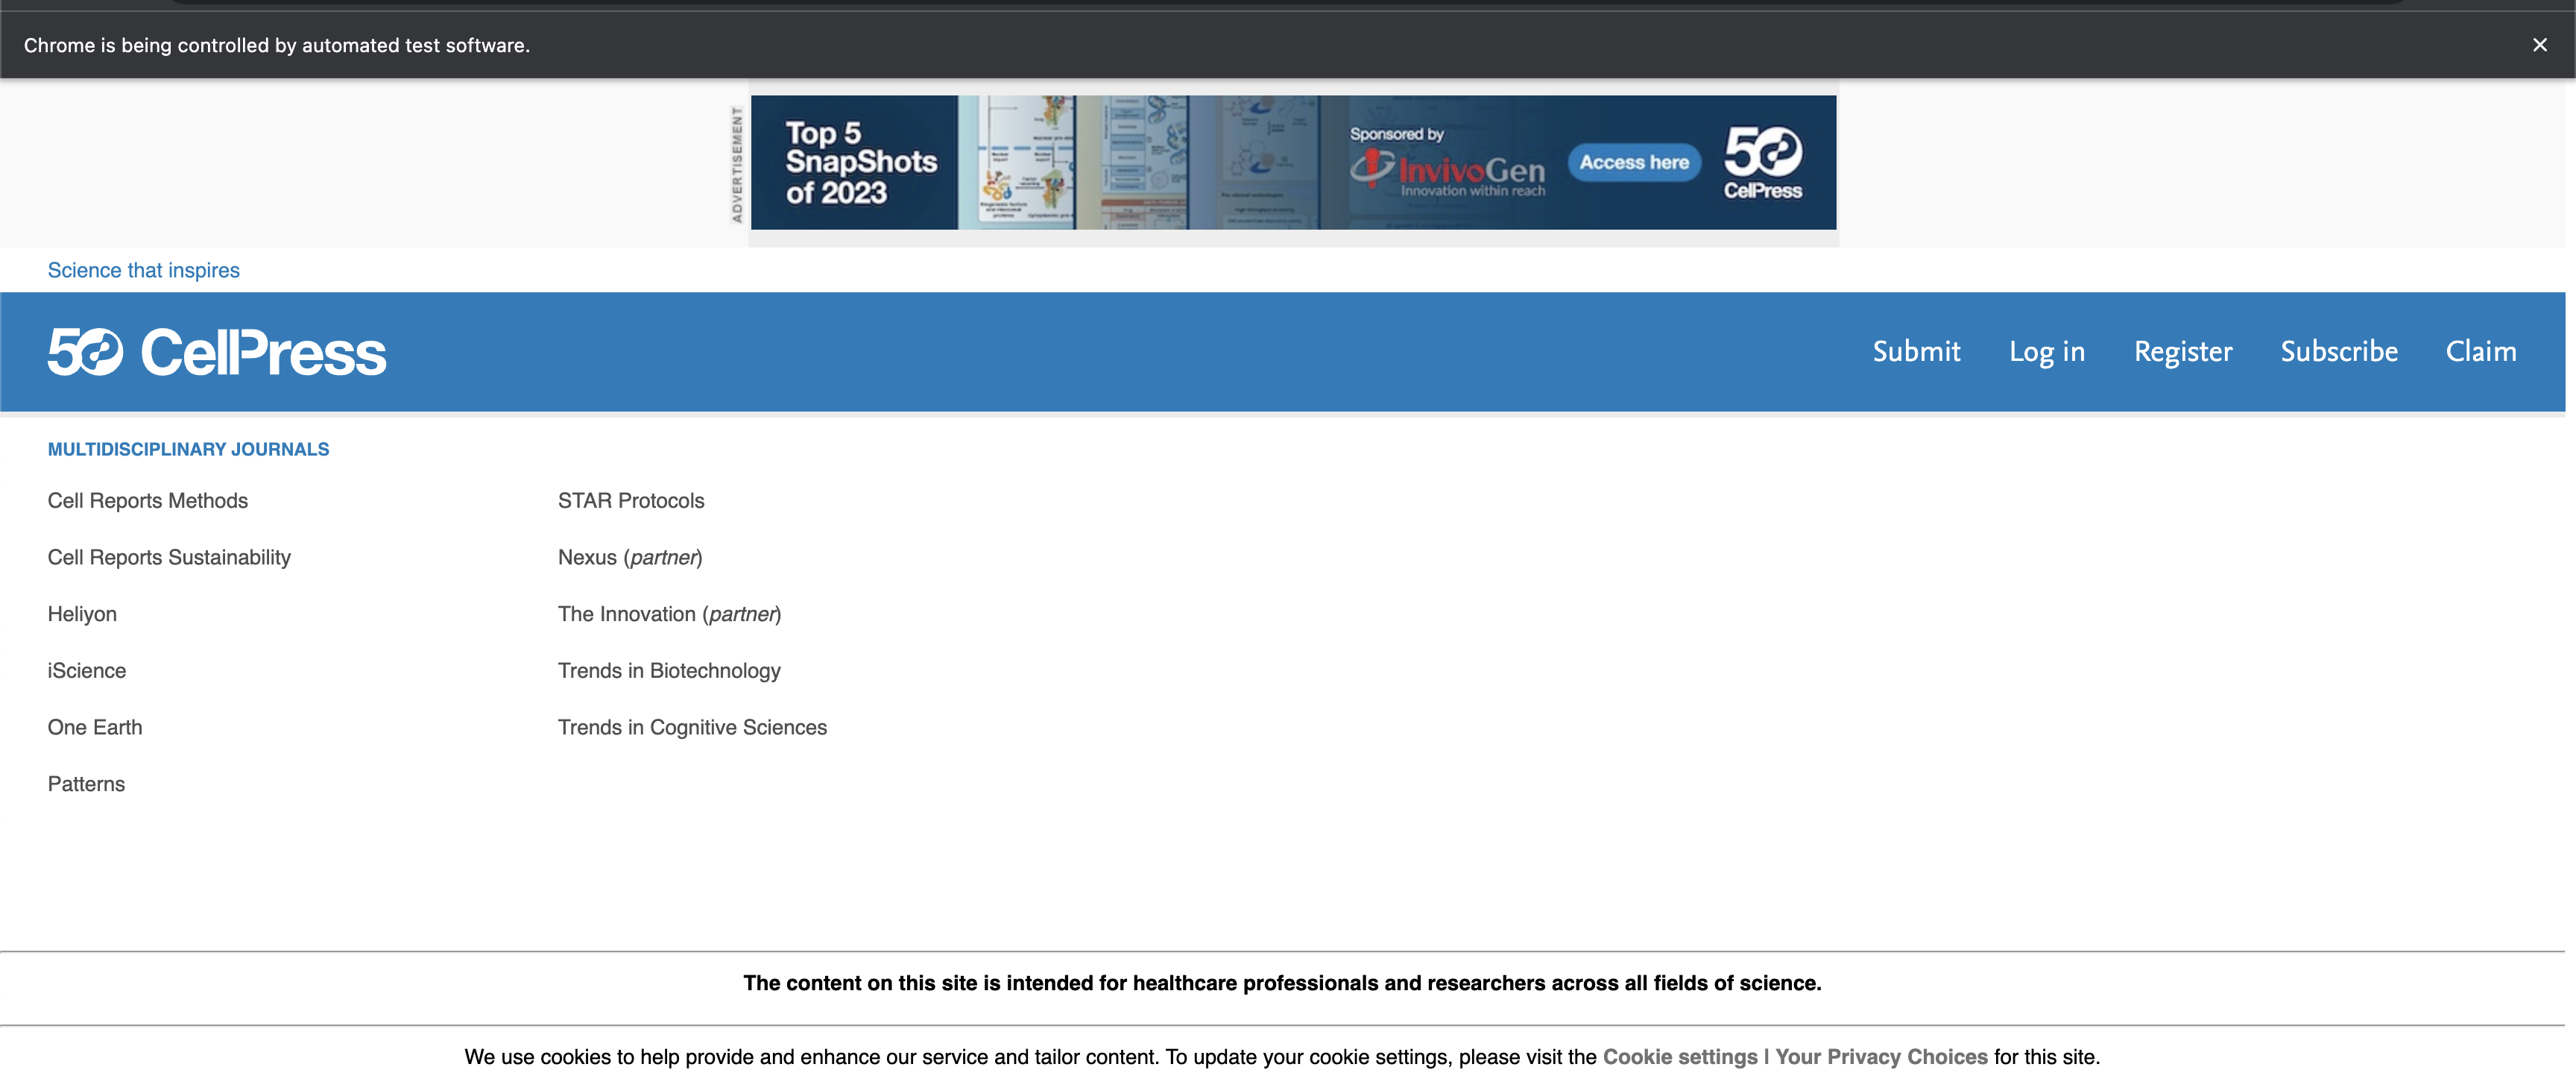 Chrome is being controlled by automated test software.
ADVERTISEMENT
Top 5
SnapShots
of 2023
Sponsored by
InvivoGen
Innovation within reach
Access here
50
CellPress
Science that inspires
50 CellPress
Submit Log in Register Subscribe Claim
MULTIDISCIPLINARY JOURNALS
Cell Reports Methods
Cell Reports Sustainability
Heliyon
iScience
One Earth
Patterns
STAR Protocols
Nexus (partner)
The Innovation (partner)
Trends in Biotechnology
Trends in Cognitive Sciences
The content on this site is intended for healthcare professionals and researchers across all fields of science.
We use cookies to help provide and enhance our service and tailor content. To update your cookie settings, please visit the Cookie settings | Your Privacy Choices for this site.